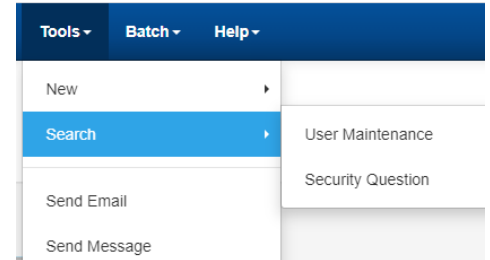 Tools Batch Help
New
Search
User Maintenance
Security Question
Send Email
Send Message